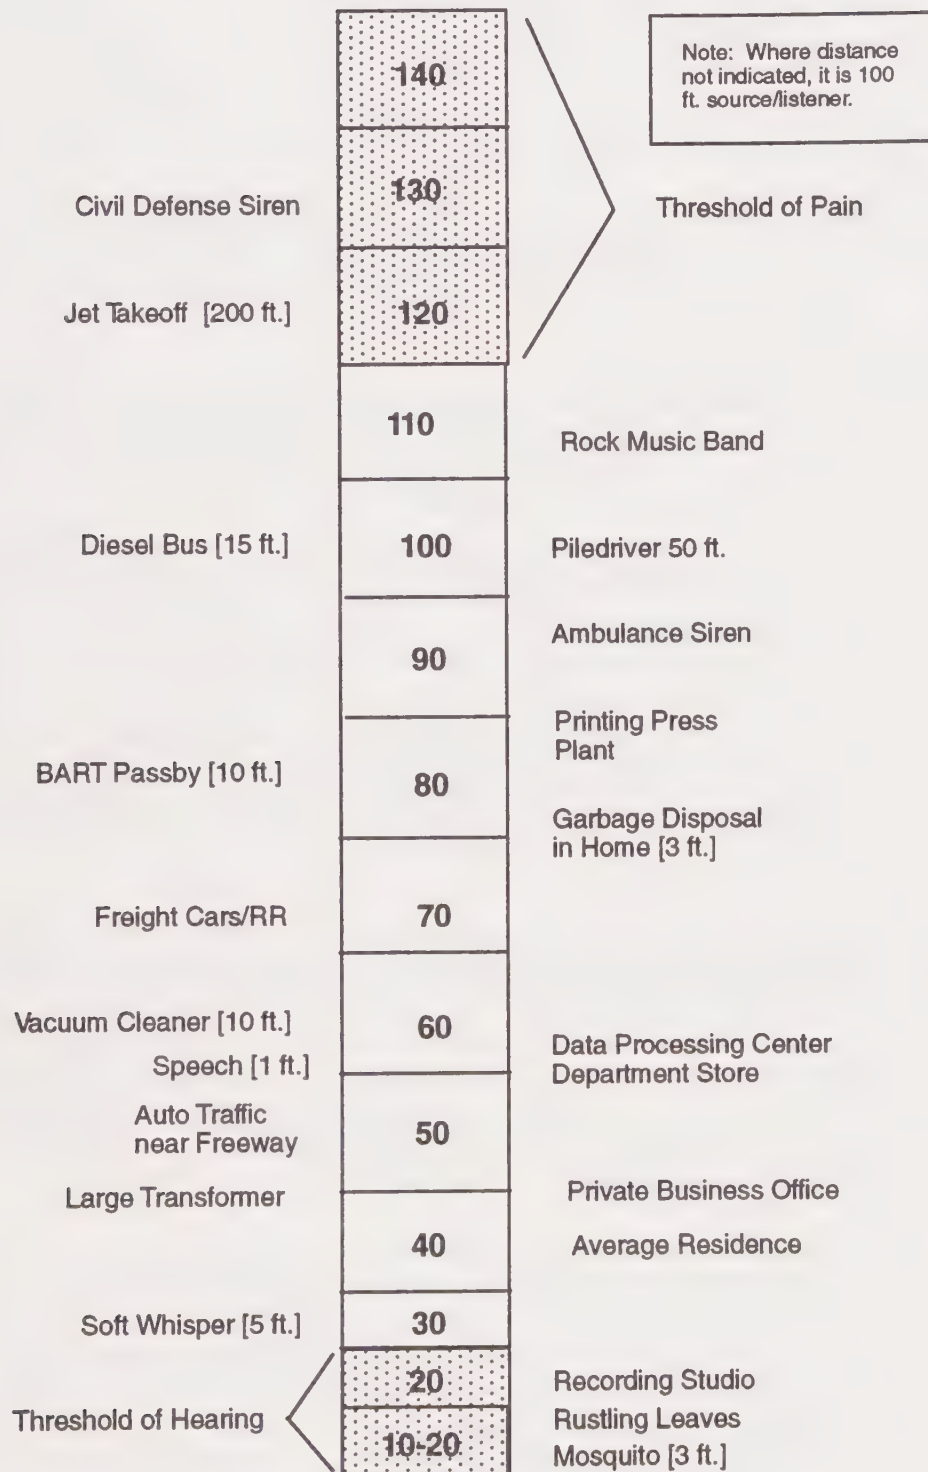 140
Note: Where distance
not indicated, it is 100
ft. source/listener.
Civil Defense Siren
130
Threshold of Pain
Jet Takeoff [200 ft.]
120
110
Rock Music Band
Diesel Bus [15 ft.]
100
Piledriver 50 ft.
Ambulance Siren
90
Printing Press
Plant
BART Passby [10 ft.]
80
Garbage Disposal
in Home [3 ft.]
Freight Cars/RR
70
Vacuum Cleaner [10 ft.]
60
Speech [1 ft.]
Data Processing Center
Department Store
Auto Traffic
near Freeway
50
Large Transformer
Private Business Office
40
Average Residence
Soft Whisper [5 ft.]
30
20
Recording Studio
Threshold of Hearing
Rustling Leaves
10-20
Mosquito [3 ft.]